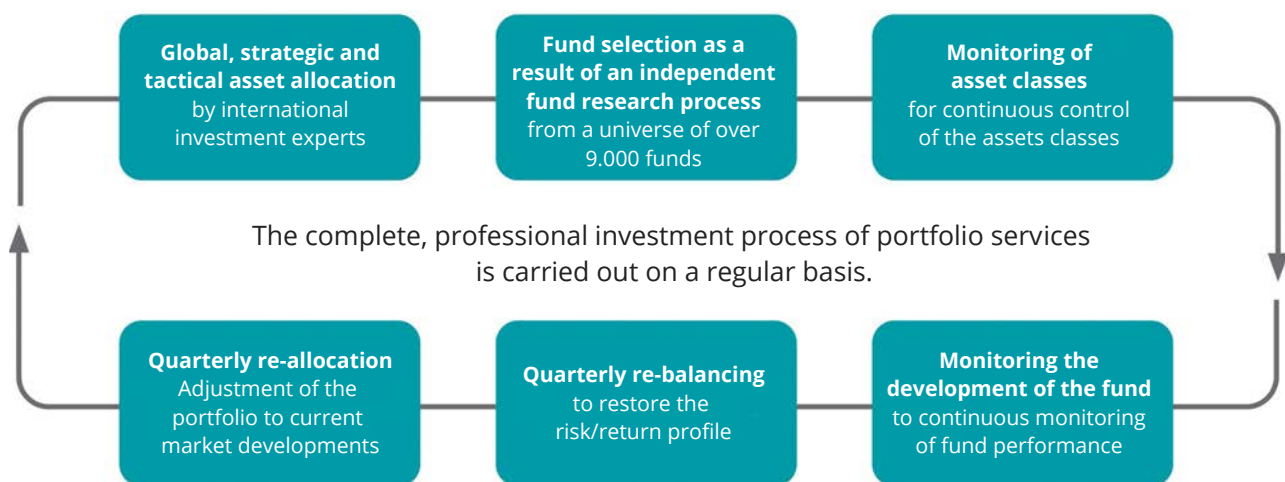 Global, strategic and
tactical asset allocation
by international
investment experts
Fund selection as a
result of an independent
fund research process
from a universe of over
9.000 funds
Monitoring of
asset classes
for continuous control
of the assets classes
The complete, professional investment process of portfolio services
is carried out on a regular basis.
Quarterly re-allocation
Adjustment of the
portfolio to current
market developments
Quarterly re-balancing
to restore the
risk/return profile
Monitoring the
development of the fund
to continuous monitoring
of fund performance